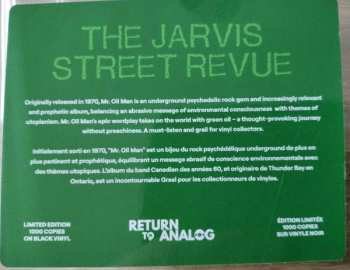 THE JARVIS
STREET REVUE
Originally released in 1970, Mr. Oil Man is an underground psychedelic rock gem and increasingly relevant
and prophetic album, balancing an abrasive message of environmental consciousness with themes of
utopianism. Mr. Oil Man's epic wordplay takes on the world with green oil – a thought-provoking journey
without preachiness. A must-listen and grail for vinyl collectors.
Initialement sorti en 1970, "Mr. Oil Man" est un bijou du rock psychédélique underground de plus en
plus pertinent et prophétique, équilibrant un message abrasif de conscience environnementale avec
des thèmes utopiques. L'album du band Canadien des années 60, et originaire de Thunder Bay en
Ontario, est un incontournable Graal pour les collectionneurs de vinyles.
LIMITED EDITION
1000 COPIES
ON BLACK VINYL
RETURN
TO ANALOG
ÉDITION LIMITÉE
1000 COPIES
SUR VINYLE NOIR